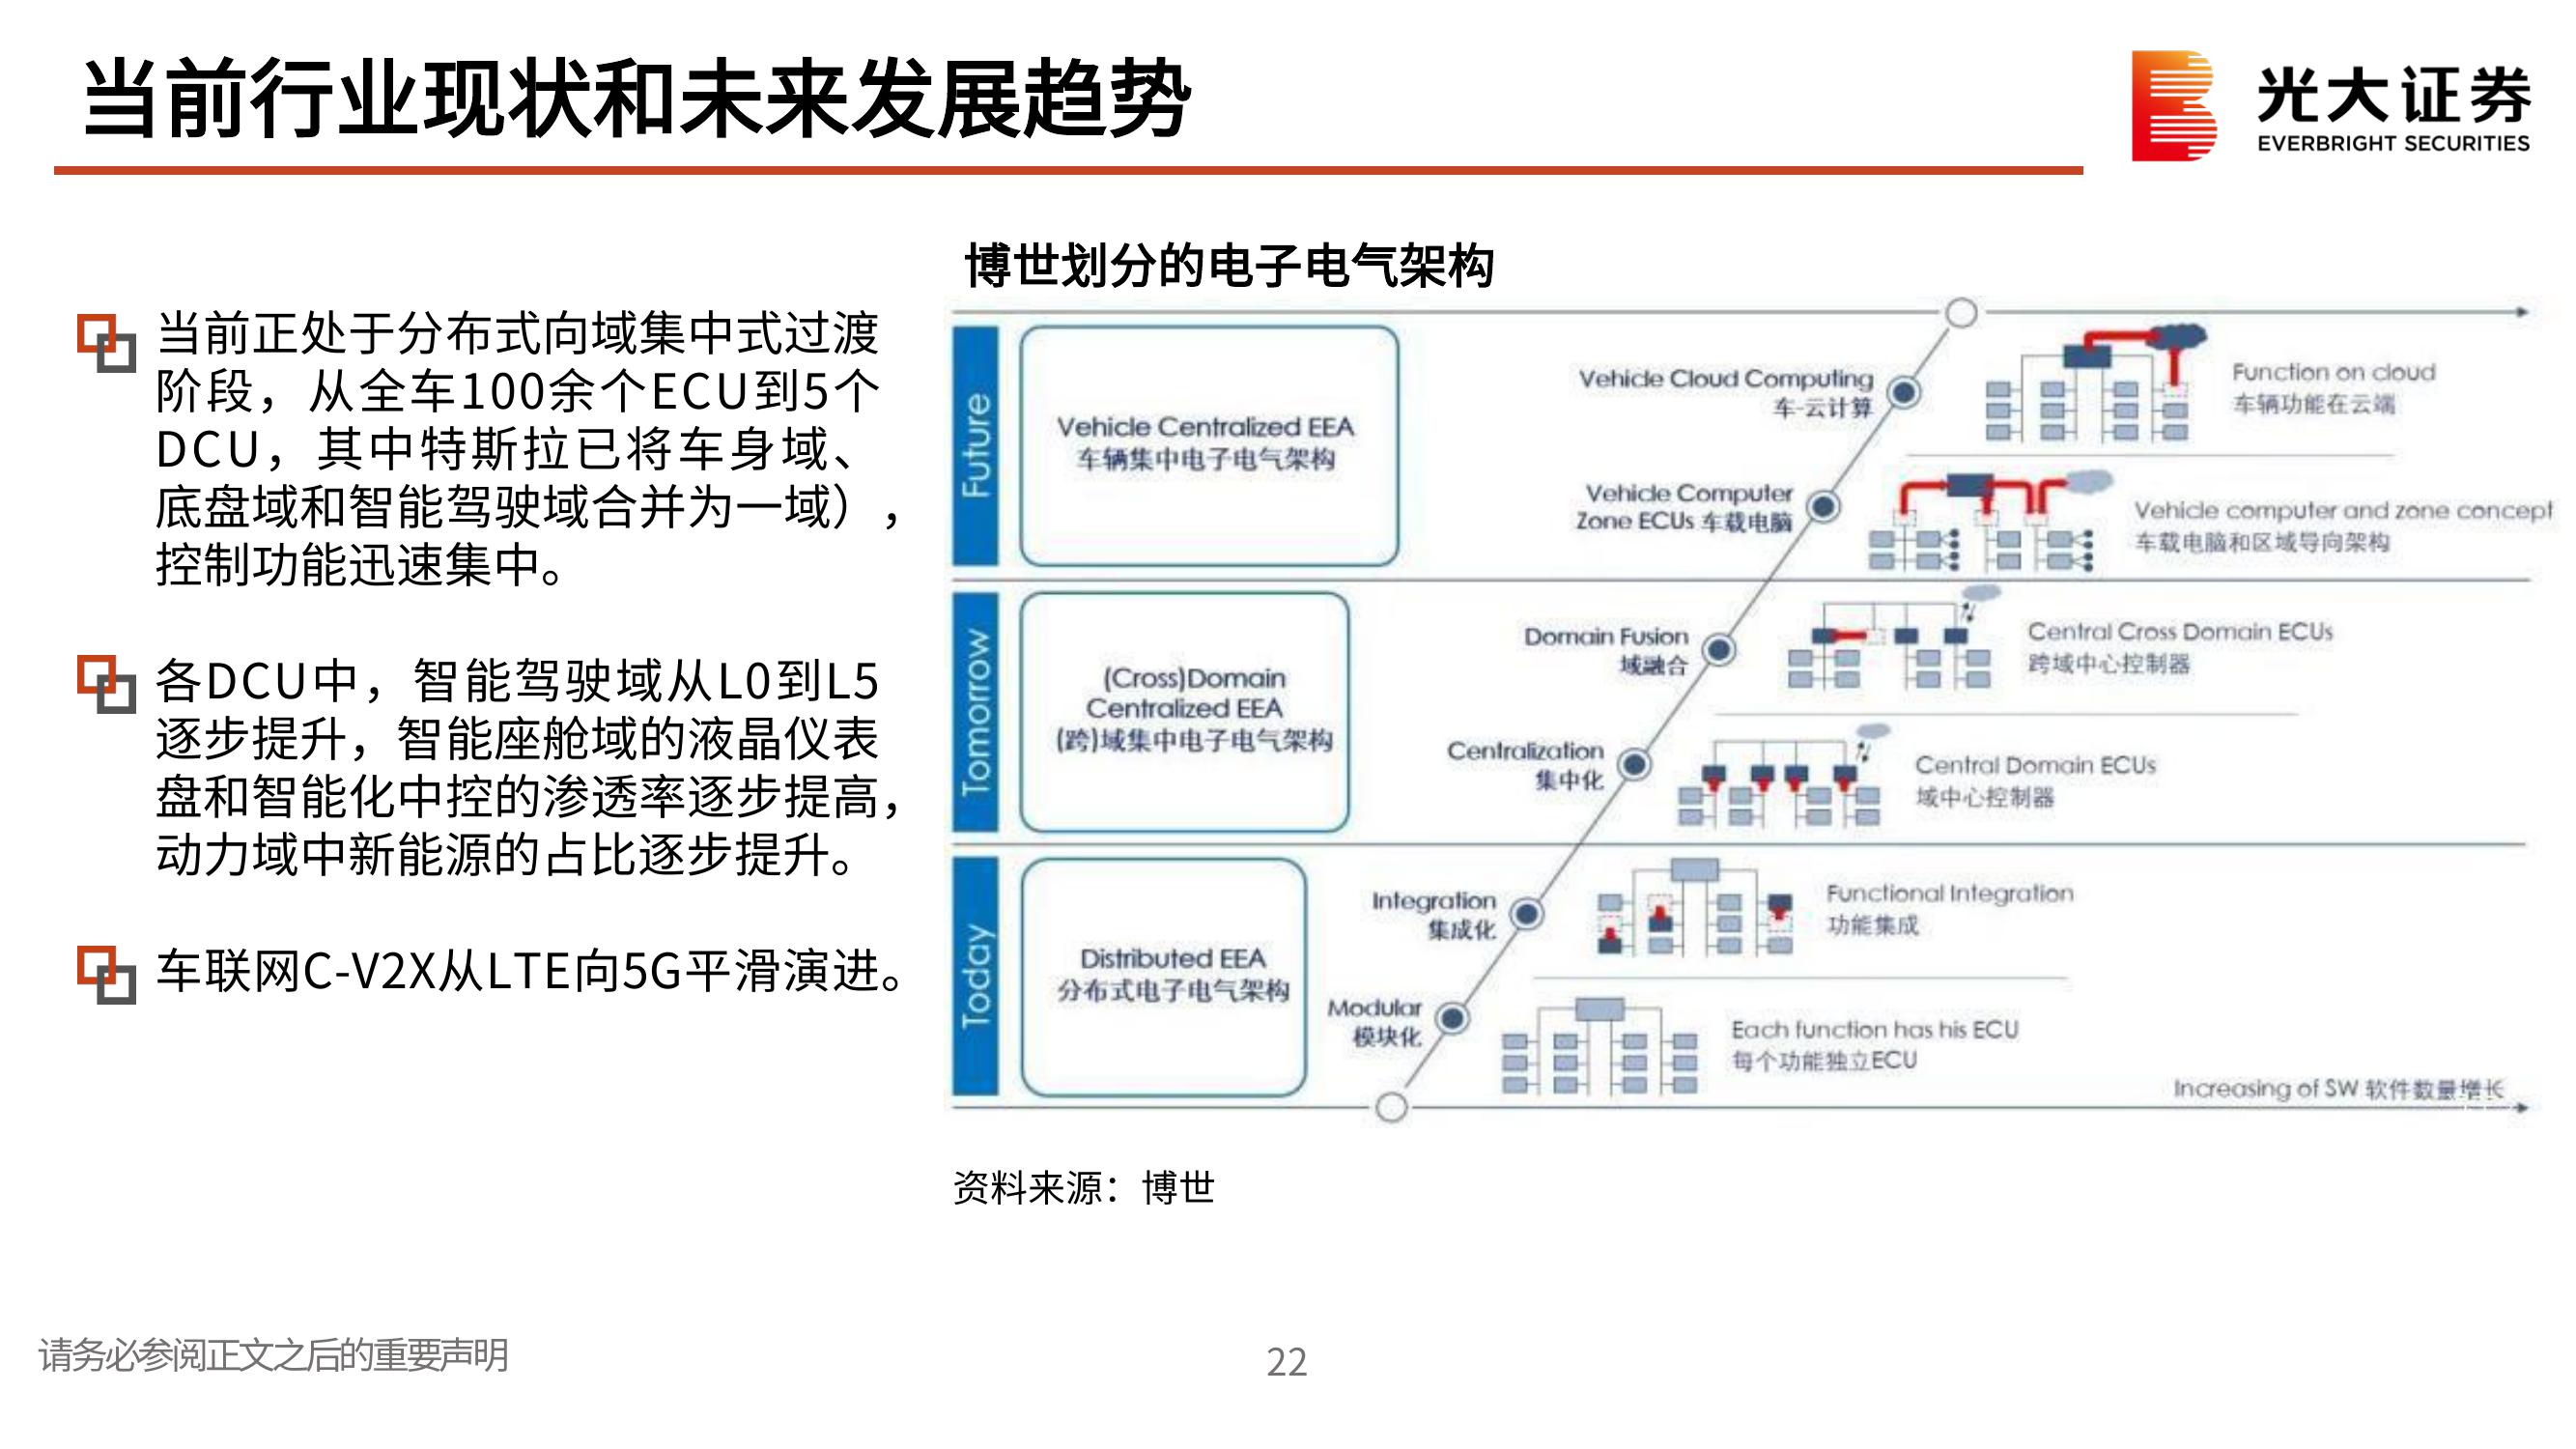 当前行业现状和未来发展趋势
光大证券
EVERBRIGHT SECURITIES
当前正处于分布式向域集中式过渡
阶段，从全车100余个ECU到5个
DCU，其中特斯拉已将车身域、
底盘域和智能驾驶域合并为一域），
控制功能迅速集中。
各DCU中，智能驾驶域从L0到L5
逐步提升，智能座舱域的液晶仪表
盘和智能化中控的渗透率逐步提高，
动力域中新能源的占比逐步提升。
车联网C-V2X从LTE向5G平滑演进。
博世划分的电子电气架构
Future
Vehicle Centralized EEA
车辆集中电子电气架构
Vehicle Cloud Computing
车-云计算
Function on cloud
车辆功能在云端
Vehicle Computer
Zone ECUs 车载电脑
Vehicle computer and zone concept
车载电脑和区域导向架构
Tomorrow
(Cross)Domain
Centralized EEA
(跨)域集中电子电气架构
Domain Fusion
域融合
Central Cross Domain ECUs
跨域中心控制器
Centralization
集中化
Central Domain ECUs
域中心控制器
Today
Distributed EEA
分布式电子电气架构
Integration
集成化
Functional Integration
功能集成
Modular
模块化
Each function has his ECU
每个功能独立ECU
Increasing of SW 软件数量增长
资料来源：博世
请务必参阅正文之后的重要声明
22